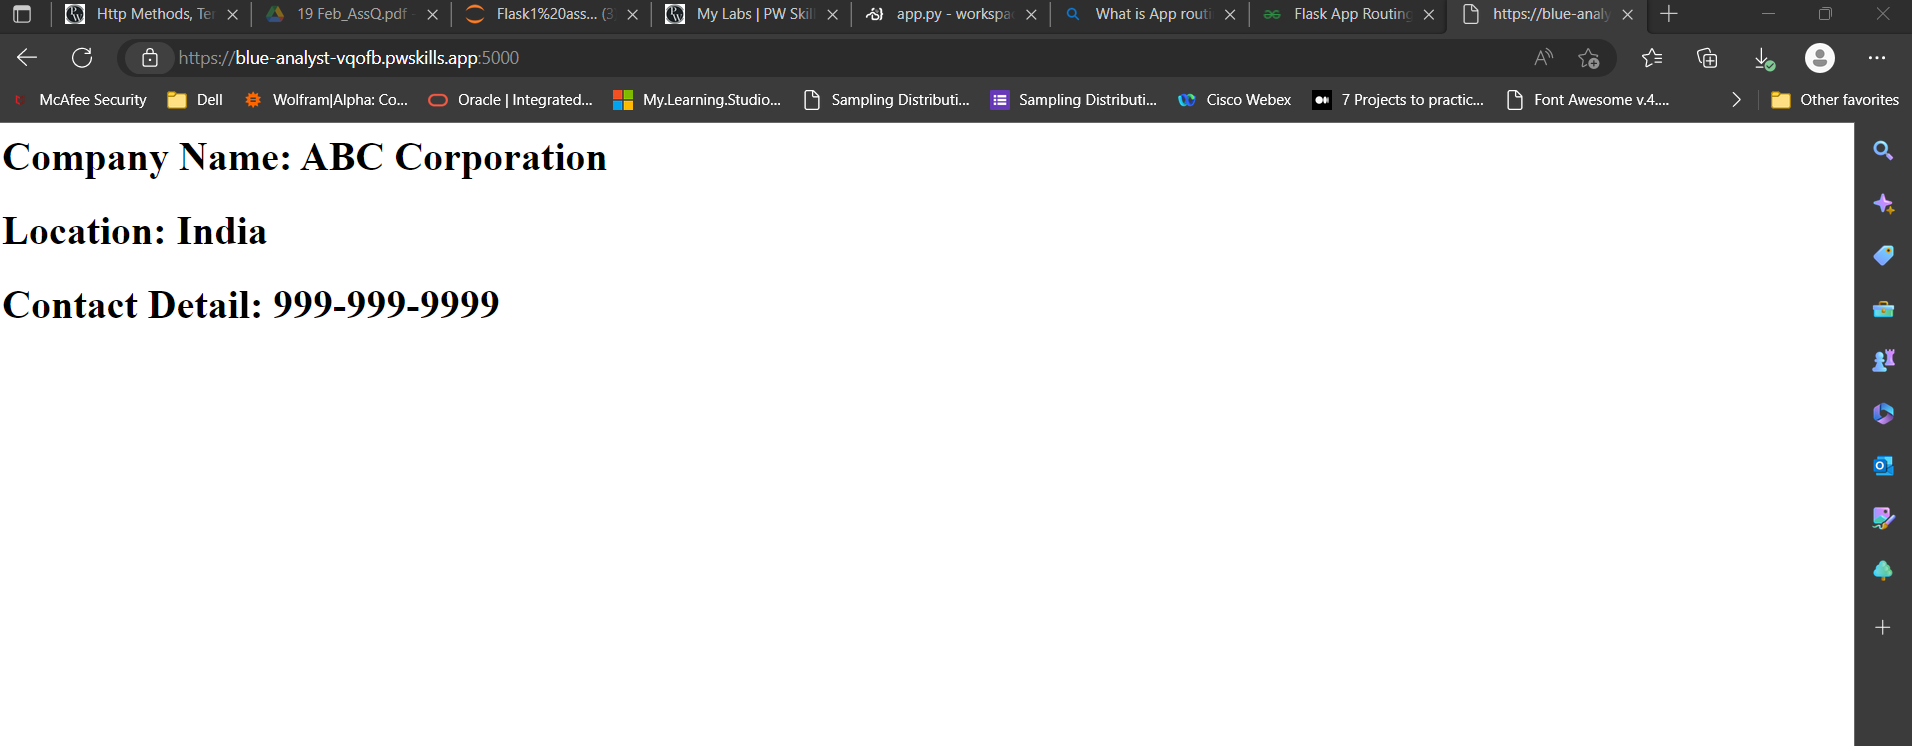 Http Methods, Ter
19 Feb_AssQ.pdf
Flask1%20ass... (3
My Labs | PW Skil
app.py - workspa
What is App routi
Flask App Routing
https://blue-analy
https://blue-analyst-vqofb.pwskills.app:5000
McAfee Security
Dell
Wolfram|Alpha: Co...
Oracle | Integrated...
My.Learning.Studio...
Sampling Distributi...
Sampling Distributi...
Cisco Webex
7 Projects to practic...
Font Awesome v.4....
Other favorites
Company Name: ABC Corporation
Location: India
Contact Detail: 999-999-9999